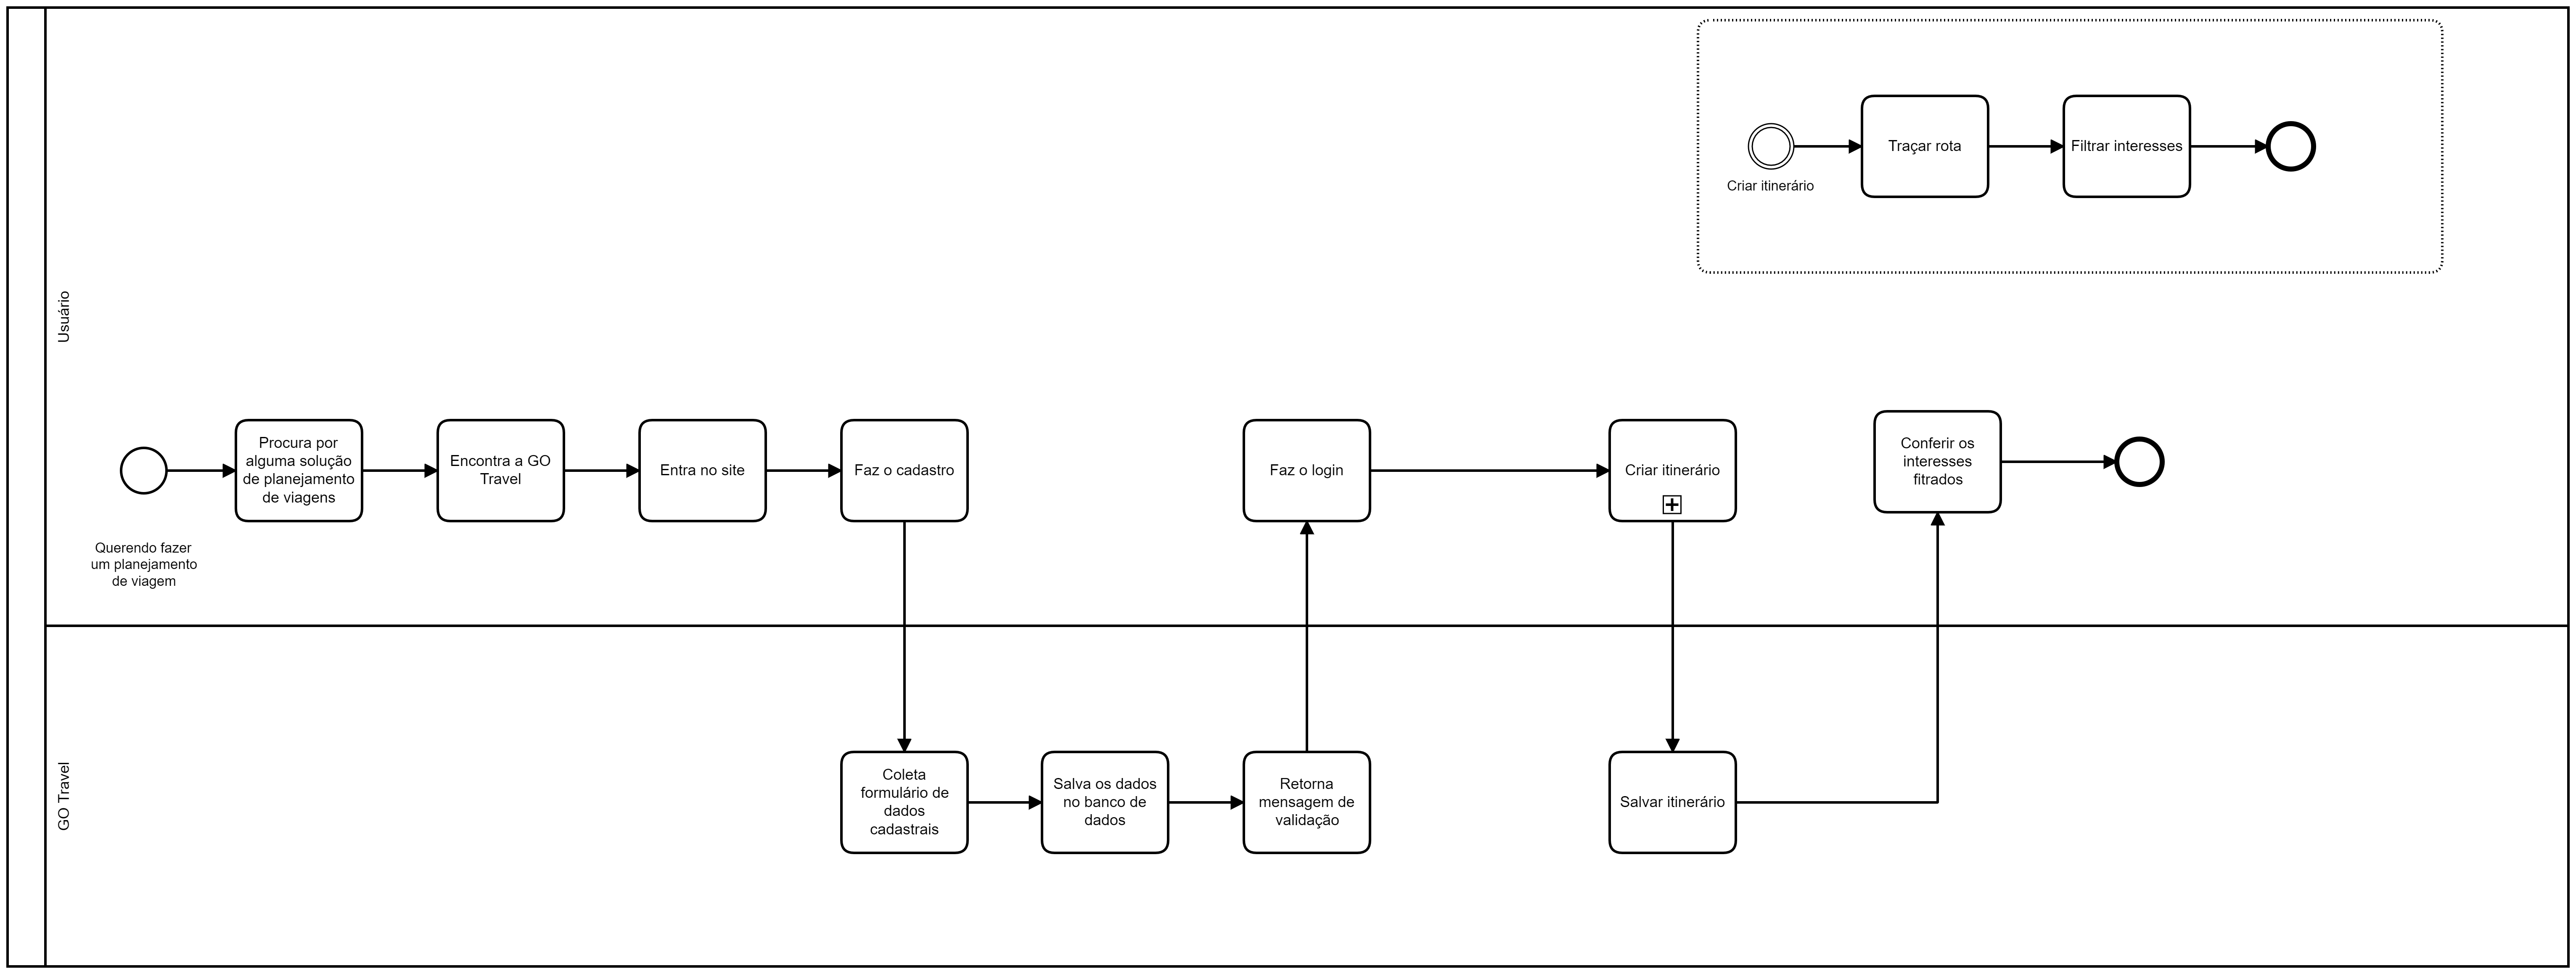 Criar itinerário
Traçar rota
Filtrar interesses
Usuário
Querendo fazer
um planejamento
de viagem
Procura por
alguma solução
de planejamento
de viagens
Encontra a GO
Travel
Entra no site
Faz o cadastro
Faz o login
Criar itinerário
Conferir os
interesses
fitrados
GO Travel
Coleta
formulário de
dados
cadastrais
Salva os dados
no banco de
dados
Retorna
mensagem de
validação
Salvar itinerário